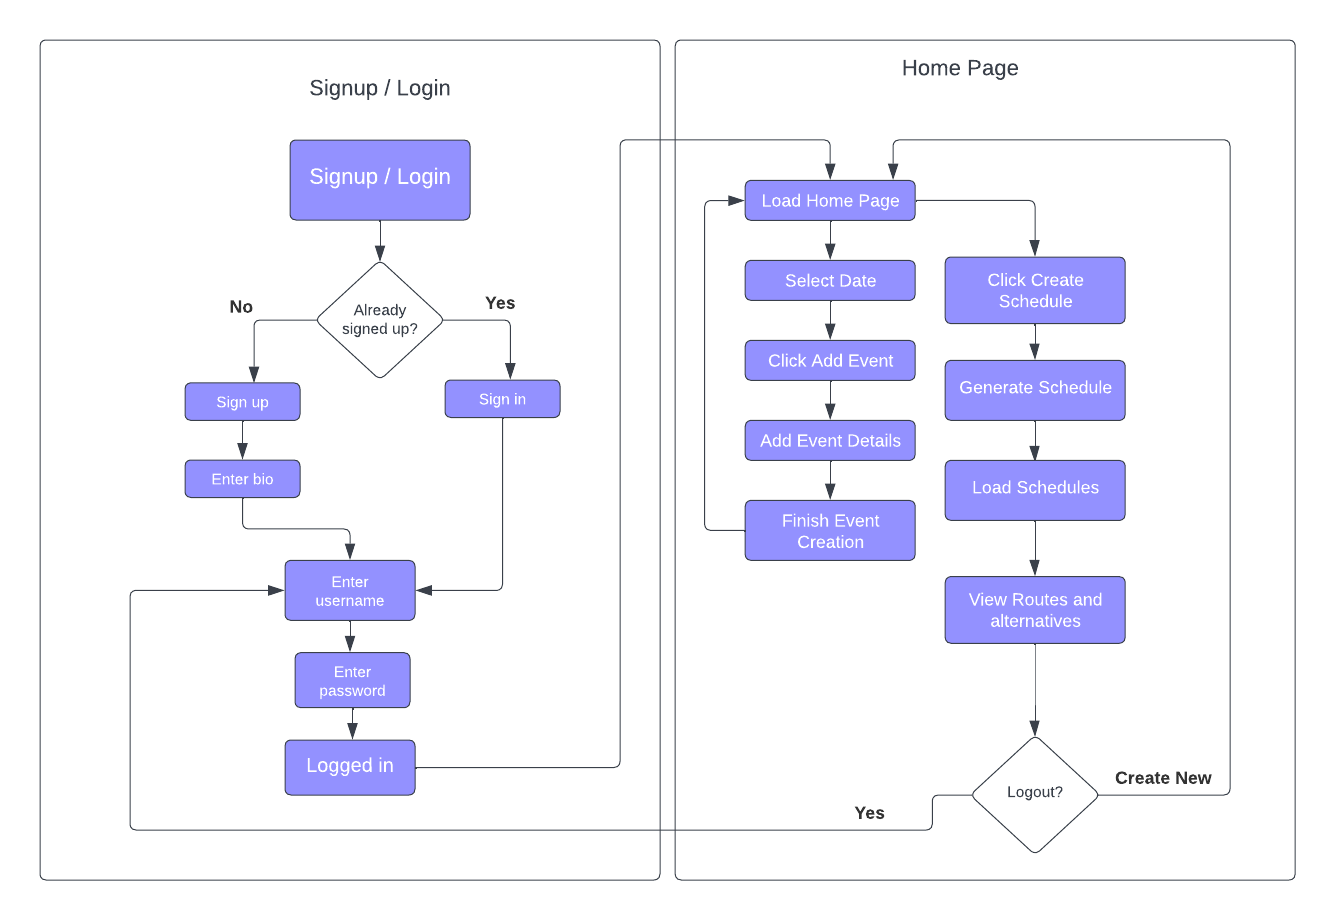 Signup / Login
Signup / Login
Already
signed up?
No
Yes
Sign up
Sign in
Enter bio
Enter
username
Enter
password
Logged in
Home Page
Load Home Page
Select Date
Click Add Event
Add Event Details
Finish Event
Creation
Click Create
Schedule
Generate Schedule
Load Schedules
View Routes and
alternatives
Logout?
Create New
Yes